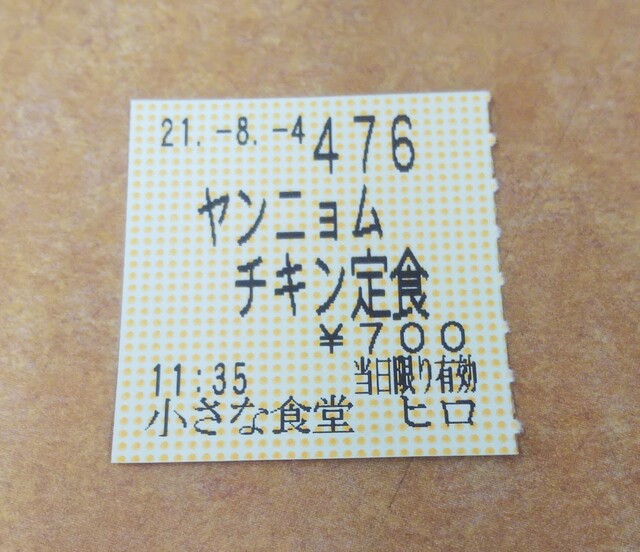 21.-8.-4 476
ヤンニョム
チキン定食
¥700
11:35 当日限り有効
小さな食堂 ヒロ